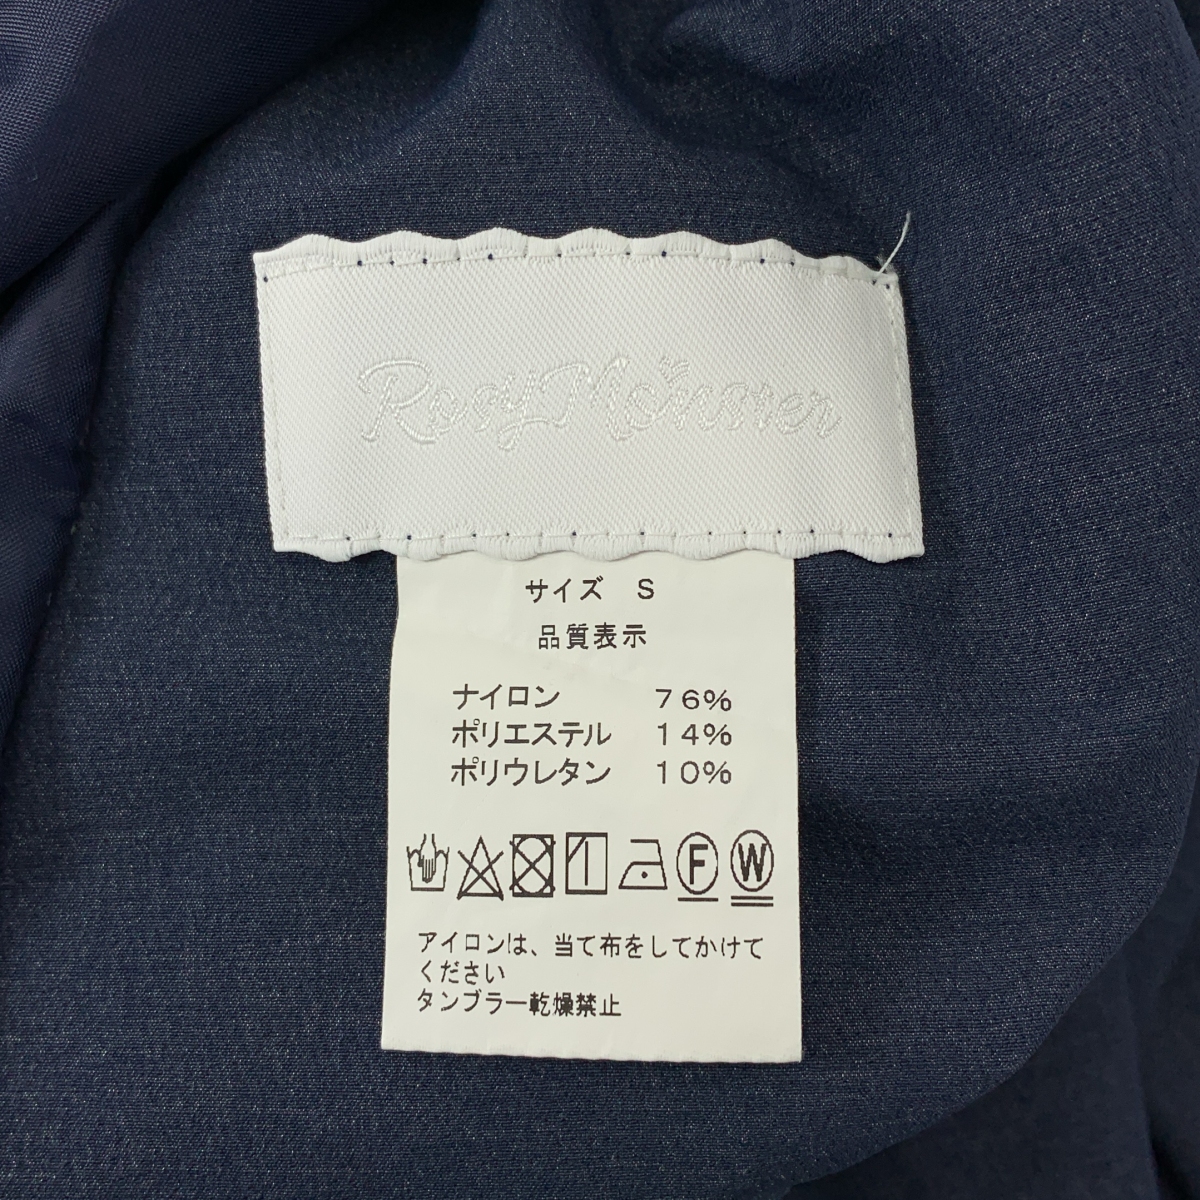 Rosy Monster
サイズ S
品質表示
ナイロン 76%
ポリエステル 14%
ポリウレタン 10%
F W
アイロンは、当て布をしてかけて
ください
タンブラー乾燥禁止